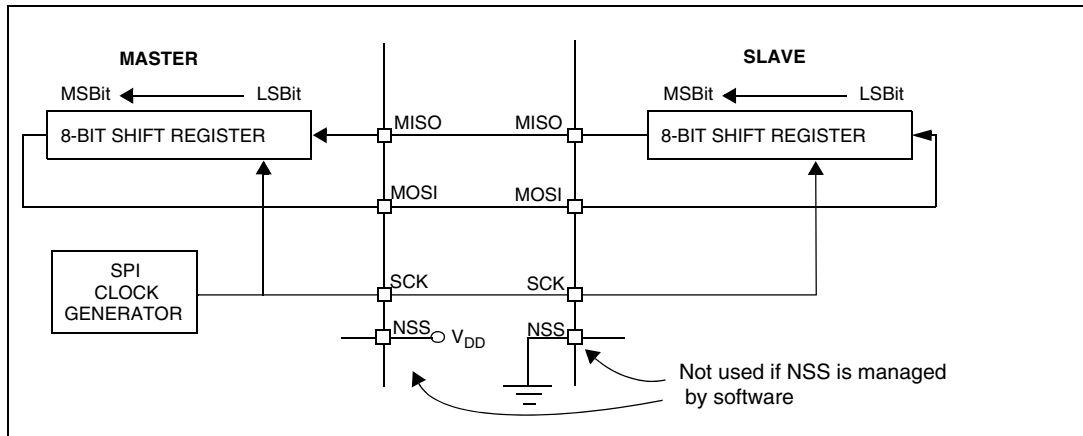 MASTER
MSBit LSBit
8-BIT SHIFT REGISTER
SLAVE
MSBit LSBit
8-BIT SHIFT REGISTER
MISO MISO
MOSI MOSI
SPI
CLOCK
GENERATOR
SCK SCK
NSS VDD NSS
Not used if NSS is managed
by software